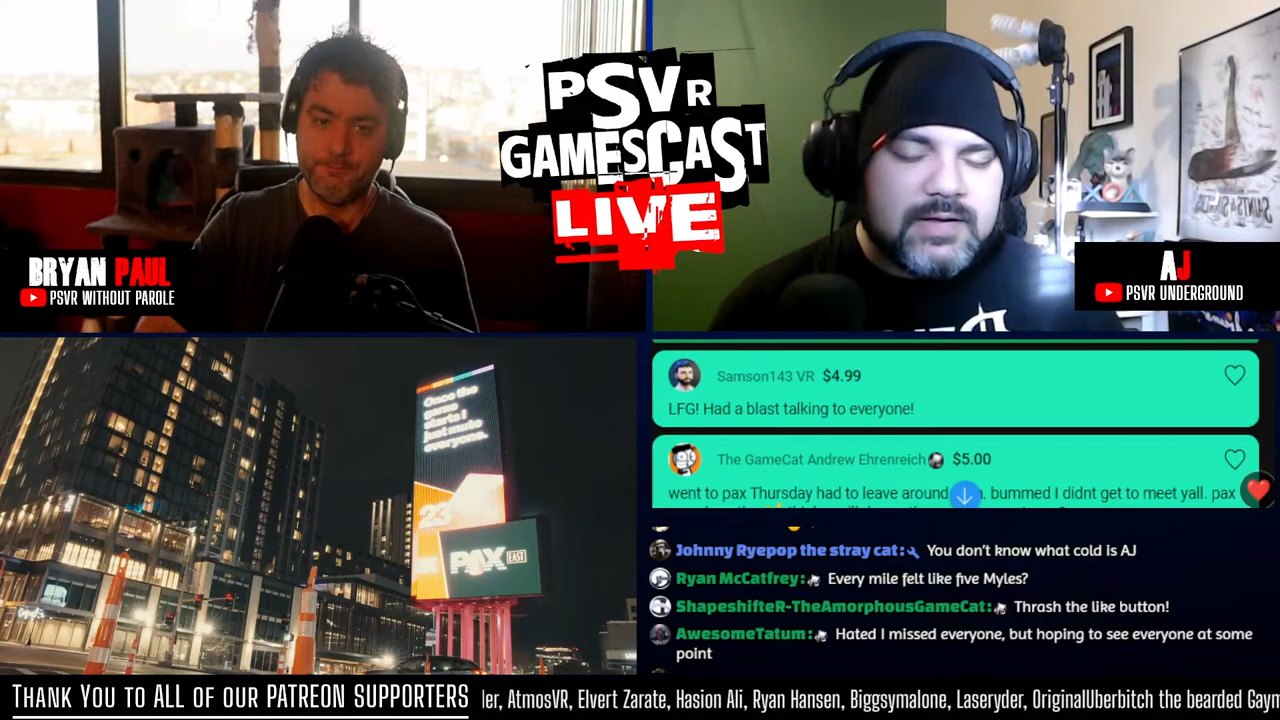 PSVR
GAMESCAST
LIVE
BRYAN PAUL
PSVR WITHOUT PAROLE
AJ
PSVR UNDERGROUND
Once the
game
starts I
just mute
everyone.
23
PAX EAST
Samson143 VR $4.99
LFG! Had a blast talking to everyone!
The GameCat Andrew Ehrenreich $5.00
went to pax Thursday had to leave around bummed I didnt get to meet yall. pax
Johnny Ryepop the stray cat: You don't know what cold is AJ
Ryan McCatfrey: Every mile felt like five Myles?
ShapeshifteR-TheAmorphousGameCat: Thrash the like button!
AwesomeTatum: Hated I missed everyone, but hoping to see everyone at some
point
THANK YOU TO ALL OF OUR PATREON SUPPORTERS
ler, AtmosVR, Elvert Zarate, Hasion Ali, Ryan Hansen, Biggsymalone, Laseryder, OriginalUberbitch the bearded Gaym